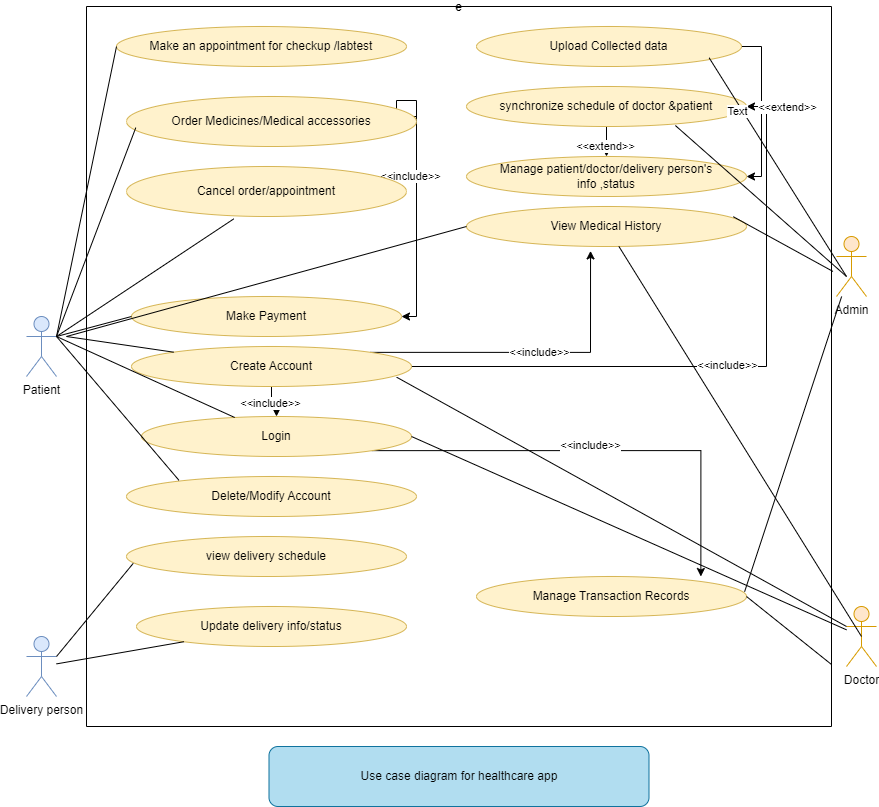 e
Make an appointment for checkup /labtest
Upload Collected data
Order Medicines/Medical accessories
synchronize schedule of doctor &patient
Text
<<extend>>
<<extend>>
<<include>>
Cancel order/appointment
Manage patient/doctor/delivery person's
info ,status
View Medical History
Admin
Make Payment
Patient
Create Account
<<include>>
<<include>>
<<include>>
Login
<<include>>
Delete/Modify Account
view delivery schedule
Manage Transaction Records
Update delivery info/status
Doctor
Delivery person
Use case diagram for healthcare app